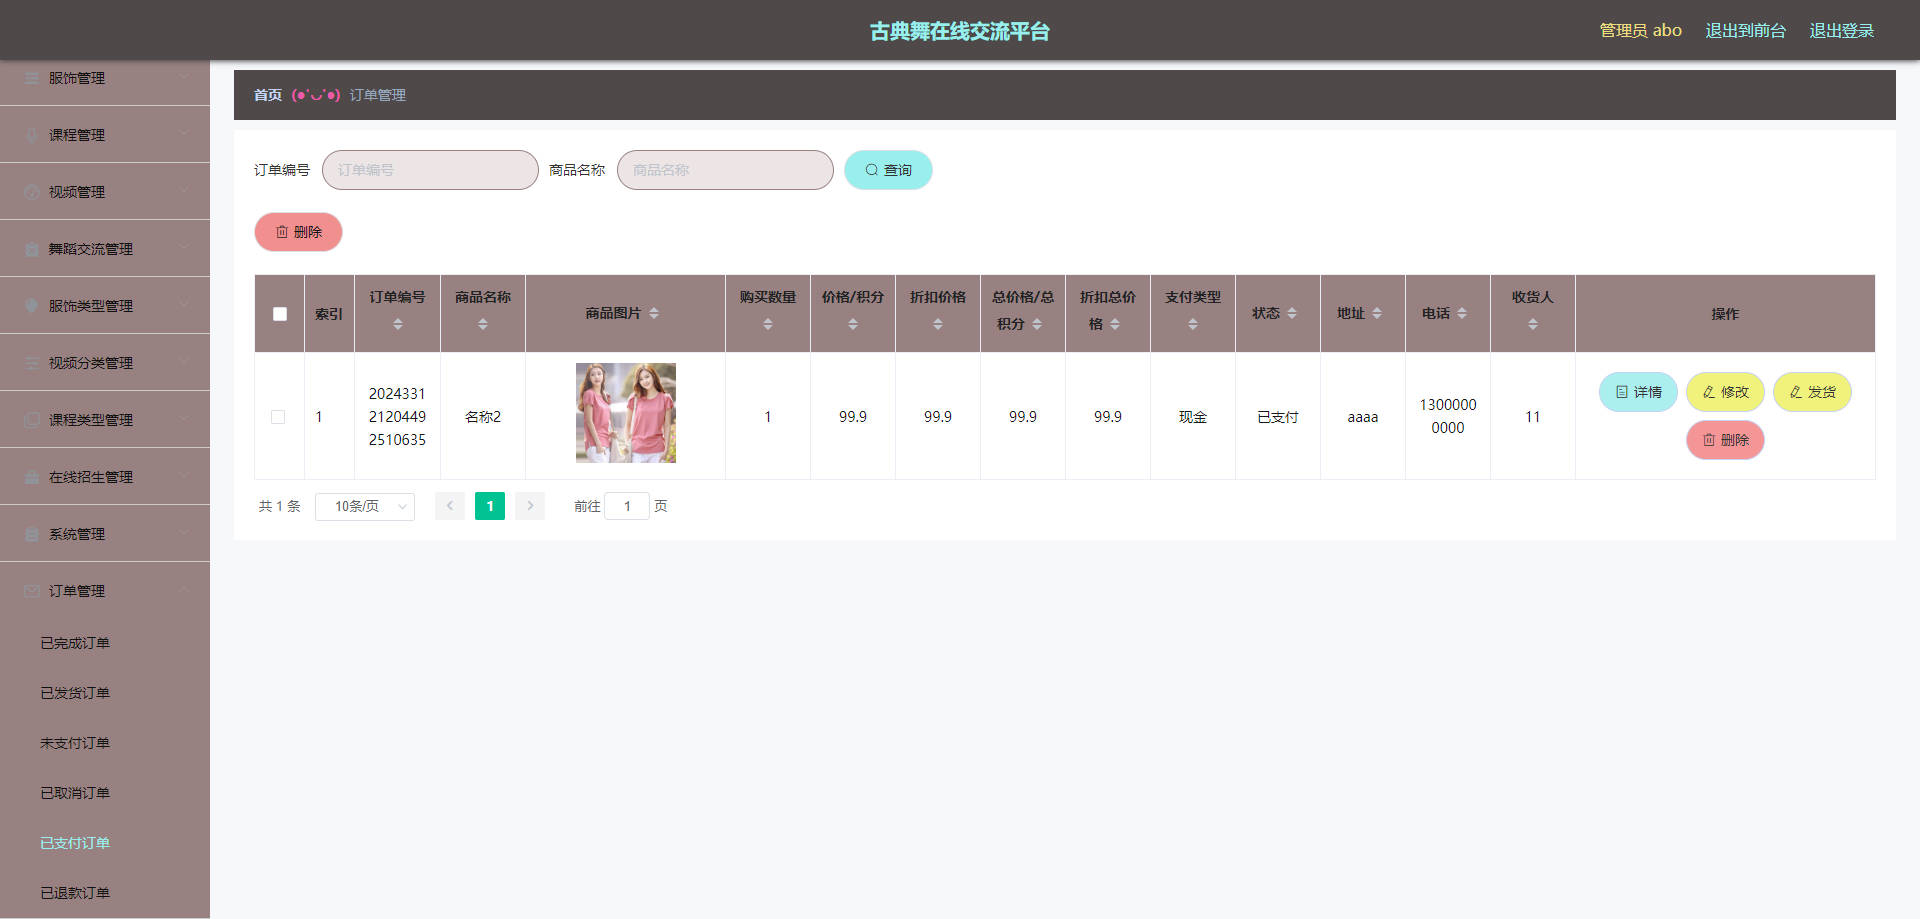 古典舞在线交流平台
管理员 abo
退出到前台
退出登录
服饰管理
课程管理
视频管理
舞蹈交流管理
服饰类型管理
视频分类管理
课程类型管理
在线招生管理
系统管理
订单管理
已完成订单
已发货订单
未支付订单
已取消订单
已支付订单
已退款订单
首页 (●'◡'●) 订单管理
订单编号 订单编号 商品名称 商品名称 查询
删除
索引 订单编号 商品名称 商品图片 购买数量 价格/积分 折扣价格 总价格/总积分 折扣总价格 支付类型 状态 地址 电话 收货人 操作
1 202433121204492510635 名称2 1 99.9 99.9 99.9 99.9 现金 已支付 aaaa 13000000000 11 详情 修改 发货
删除
共 1 条 10条/页 1 前往 1 页